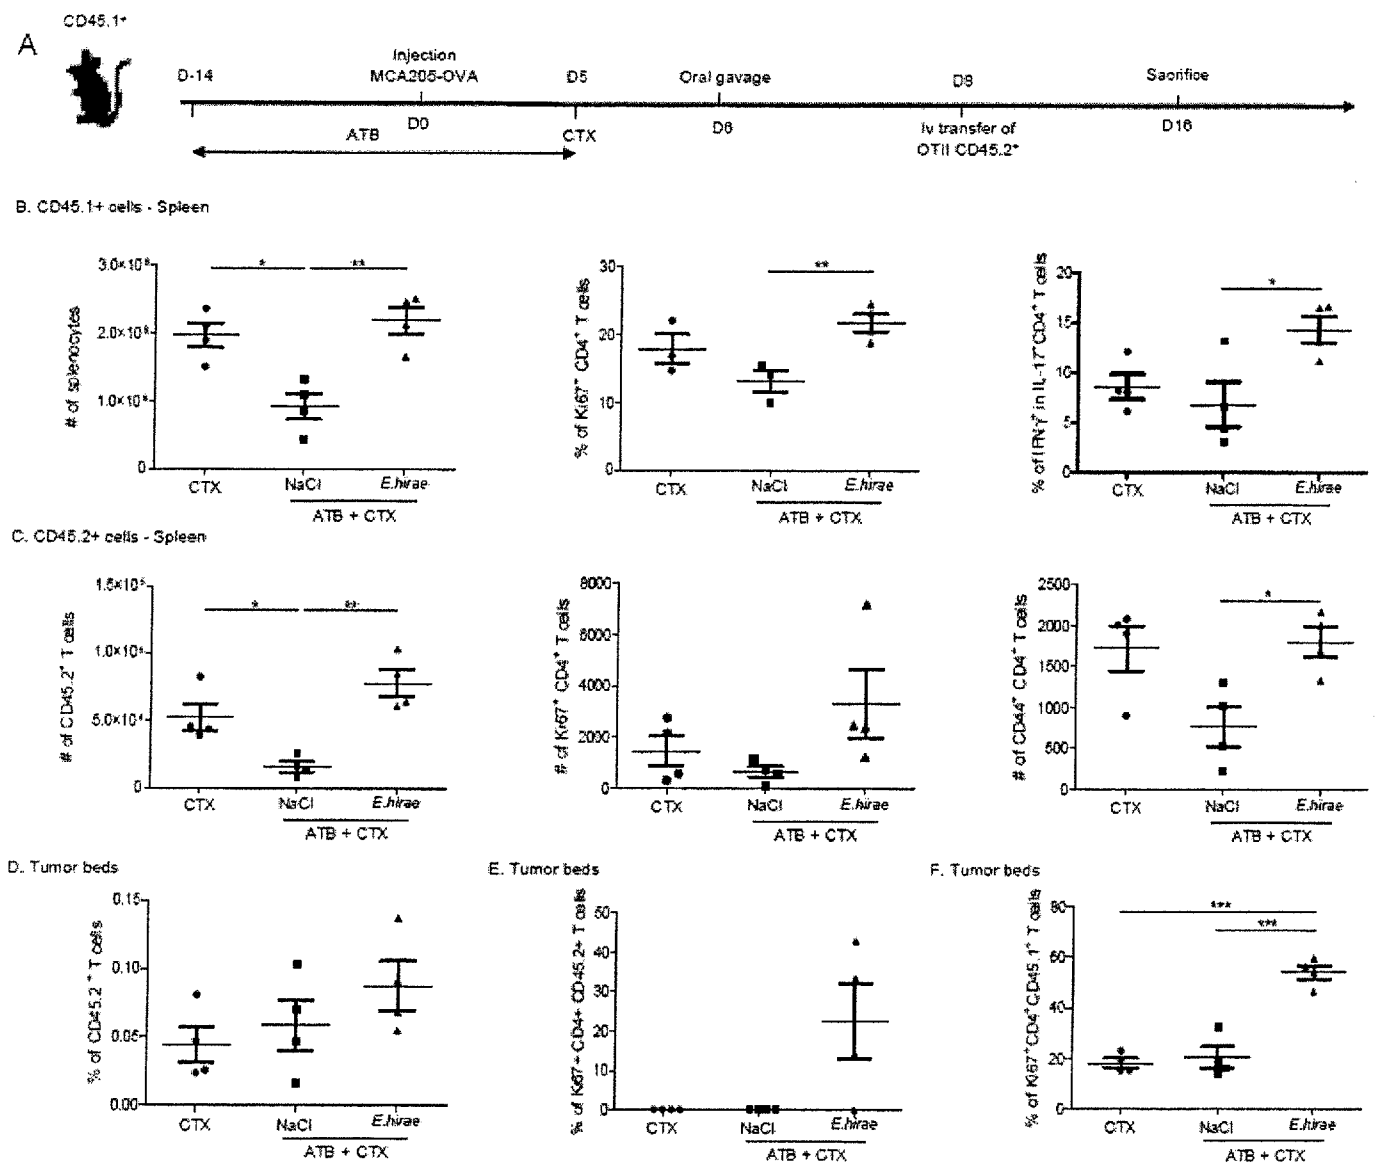 CD45.1+
A
D-14
Injection
MCA205-OVA
D5
Oral gavage
D8
Sacrifice
ATB
D0
CTX
D6
Iv transfer of
OTII CD45.2+
D16
B. CD45.1+ cells - Spleen
# of splenocytes
3.0×10⁸
2.0×10⁸
1.0×10⁸
0
* **
CTX NaCl E.hirae
ATB + CTX
% of Ki67+ CD4+ T cells
30
20
10
0
**
CTX NaCl E.hirae
ATB + CTX
% of IFN-γ+ in IL-17+CD4+ T cells
20
15
10
5
0
*
CTX NaCl E.hirae
ATB + CTX
C. CD45.2+ cells - Spleen
# of CD45.2+ T cells
1.5×10⁵
1.0×10⁵
5.0×10⁴
0
* **
CTX NaCl E.hirae
ATB + CTX
# of Ki67+ CD4+ T cells
8000
6000
4000
2000
0
CTX NaCl E.hirae
ATB + CTX
# of CD44+ CD4+ T cells
2500
2000
1500
1000
500
0
*
CTX NaCl E.hirae
ATB + CTX
D. Tumor beds
% of CD45.2 + T cells
0.15
0.10
0.05
0.00
CTX NaCl E.hirae
ATB + CTX
E. Tumor beds
% of Ki67+ CD4+ CD45.2+ T cells
50
40
30
20
10
0
CTX NaCl E.hirae
ATB + CTX
F. Tumor beds
% of Ki67+CD4+CD45.1+ T cells
80
60
40
20
0
***
***
CTX NaCl E.hirae
ATB + CTX